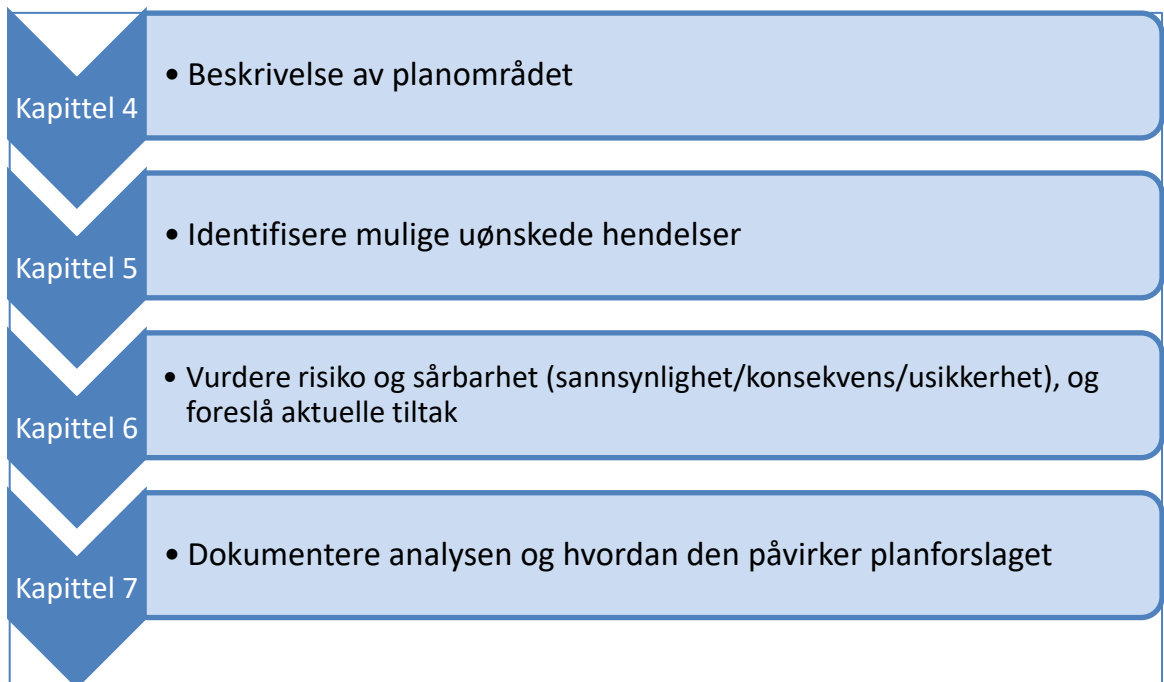 Kapittel 4
• Beskrivelse av planområdet
Kapittel 5
• Identifisere mulige uønskede hendelser
Kapittel 6
• Vurdere risiko og sårbarhet (sannsynlighet/konsekvens/usikkerhet), og
foreslå aktuelle tiltak
Kapittel 7
• Dokumentere analysen og hvordan den påvirker planforslaget